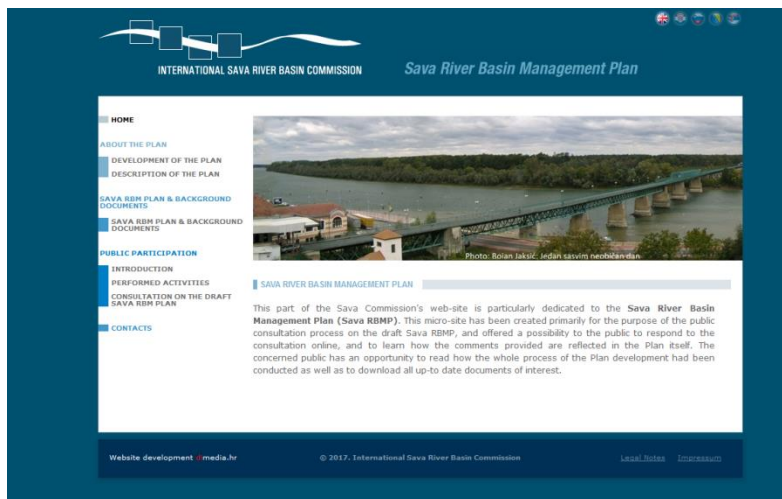 INTERNATIONAL SAVA RIVER BASIN COMMISSION
Sava River Basin Management Plan
HOME
ABOUT THE PLAN
DEVELOPMENT OF THE PLAN
DESCRIPTION OF THE PLAN
SAVA RBM PLAN & BACKGROUND
DOCUMENTS
SAVA RBM PLAN & BACKGROUND
DOCUMENTS
PUBLIC PARTICIPATION
INTRODUCTION
PERFORMED ACTIVITIES
CONSULTATION ON THE DRAFT
SAVA RBM PLAN
CONTACTS
Photo: Bojan Jaksić: Jedan sasvim neobičan dan
SAVA RIVER BASIN MANAGEMENT PLAN
This part of the Sava Commission's web-site is particularly dedicated to the Sava River Basin
Management Plan (Sava RBMP). This micro-site has been created primarily for the purpose of the public
consultation process on the draft Sava RBMP, and offered a possibility to the public to respond to the
consultation online, and to learn how the comments provided are reflected in the Plan itself. The
concerned public has an opportunity to read how the whole process of the Plan development had been
conducted as well as to download all up-to date documents of interest.
Website development
© 2017. International Sava River Basin Commission
Legal Notes Impressum